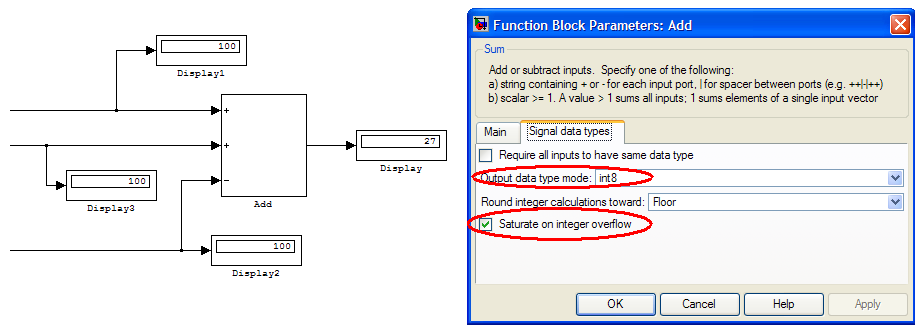 100
Display1
+
+
-
Add
27
Display
100
Display3
100
Display2
Function Block Parameters: Add
Sum
Add or subtract inputs. Specify one of the following:
a) string containing + or - for each input port, | for spacer between ports (e.g. ++|-|++)
b) scalar >= 1. A value > 1 sums all inputs; 1 sums elements of a single input vector
Main Signal data types
Require all inputs to have same data type
Output data type mode: int8
Round integer calculations toward: Floor
Saturate on integer overflow
OK Cancel Help Apply